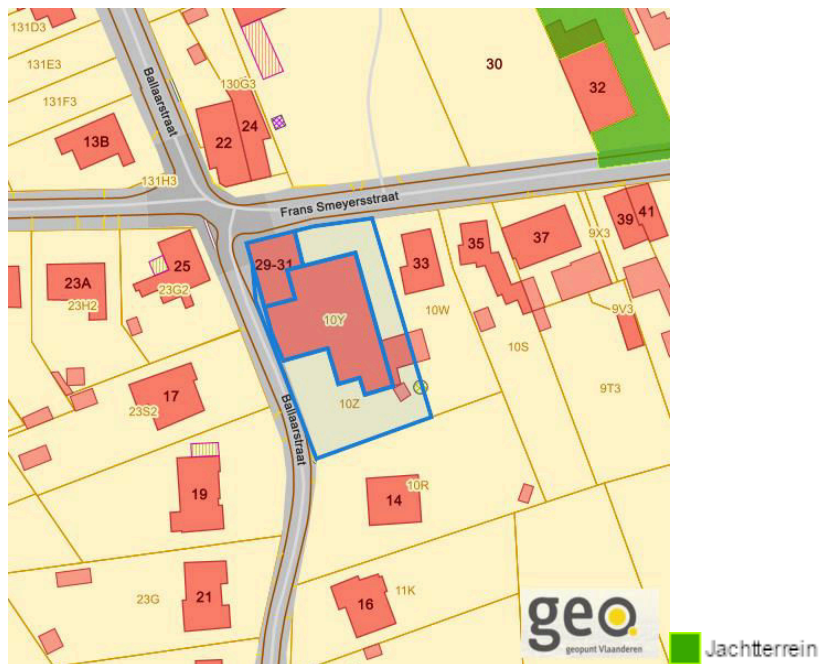 131D3
131E3
131F3
13B
131H3
Ballaarstraat
130G3
22
24
30
32
Frans Smeyersstraat
29-31
33
35
37
39
41
9X3
25
23G2
23A
23H2
10Y
10W
9V3
10S
9T3
17
23S2
10Z
Ballaarstraat
19
14
10R
23G
21
16
11K
geo
geopunt Vlaanderen
Jachtterrein